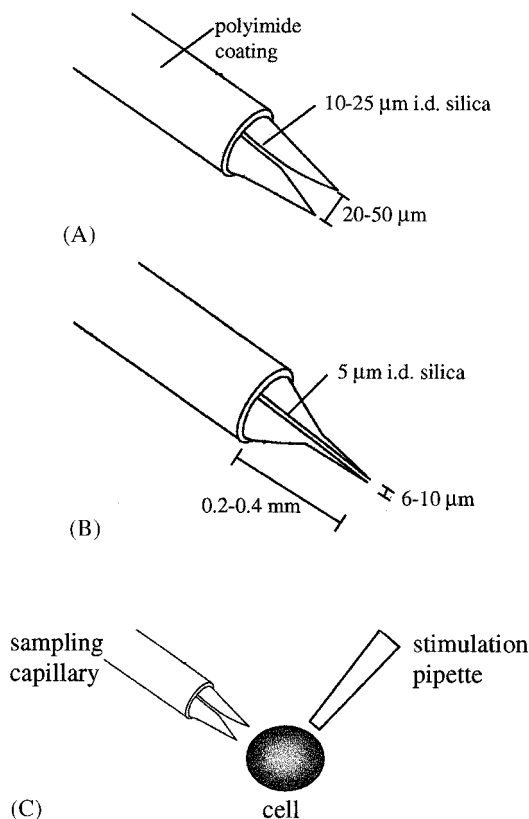 polyimide
coating
10-25 μm i.d. silica
20-50 μm
(A)
5 μm i.d. silica
6-10 μm
0.2-0.4 mm
(B)
sampling
capillary
stimulation
pipette
cell
(C)